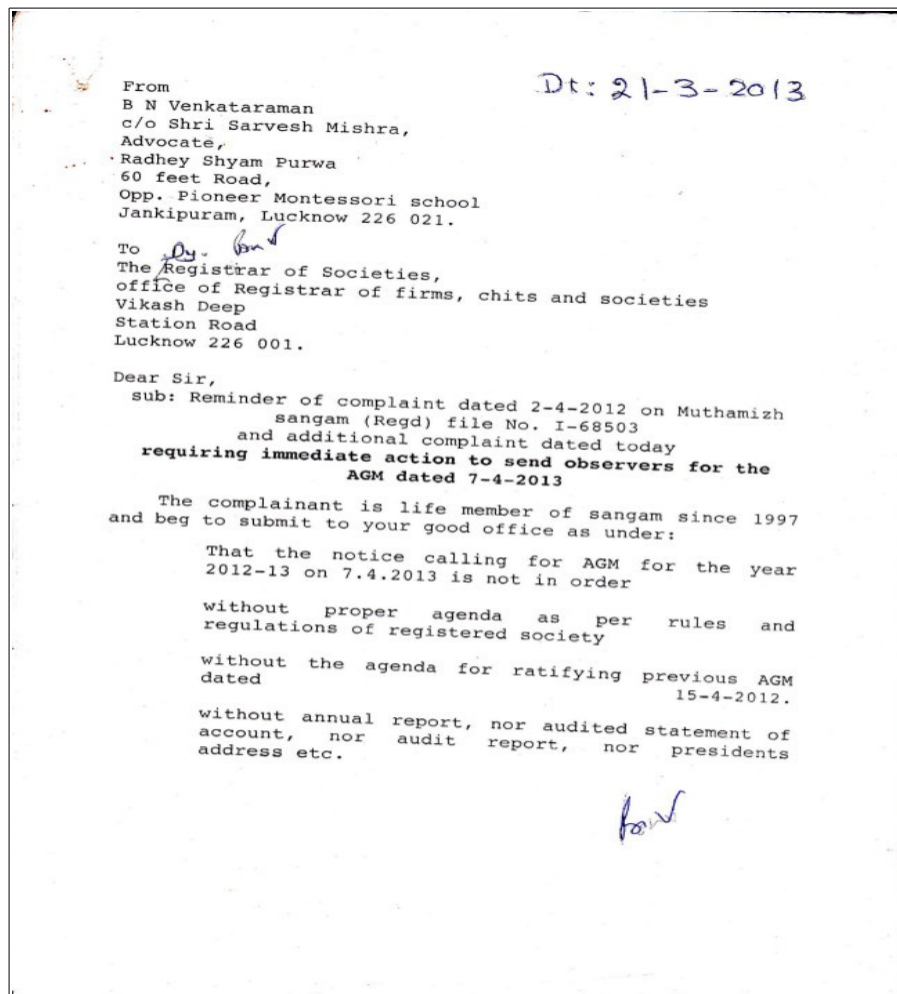 Dt: 21-3-2013
From
B N Venkataraman
c/o Shri Sarvesh Mishra,
Advocate,
Radhey Shyam Purwa
60 feet Road,
Opp. Pioneer Montessori school
Jankipuram, Lucknow 226 021.
To
Dy.
The Registrar of Societies,
office of Registrar of firms, chits and societies
Vikash Deep
Station Road
Lucknow 226 001.
Dear Sir,
sub: Reminder of complaint dated 2-4-2012 on Muthamizh
sangam (Regd) file No. I-68503
and additional complaint dated today
requiring immediate action to send observers for the
AGM dated 7-4-2013
The complainant is life member of sangam since 1997
and beg to submit to your good office as under:
That the notice calling for AGM for the year
2012-13 on 7.4.2013 is not in order
without proper agenda as per rules and
regulations of registered society
without the agenda for ratifying previous AGM
dated 15-4-2012.
without annual report, nor audited statement of
account, nor audit report, nor presidents
address etc.